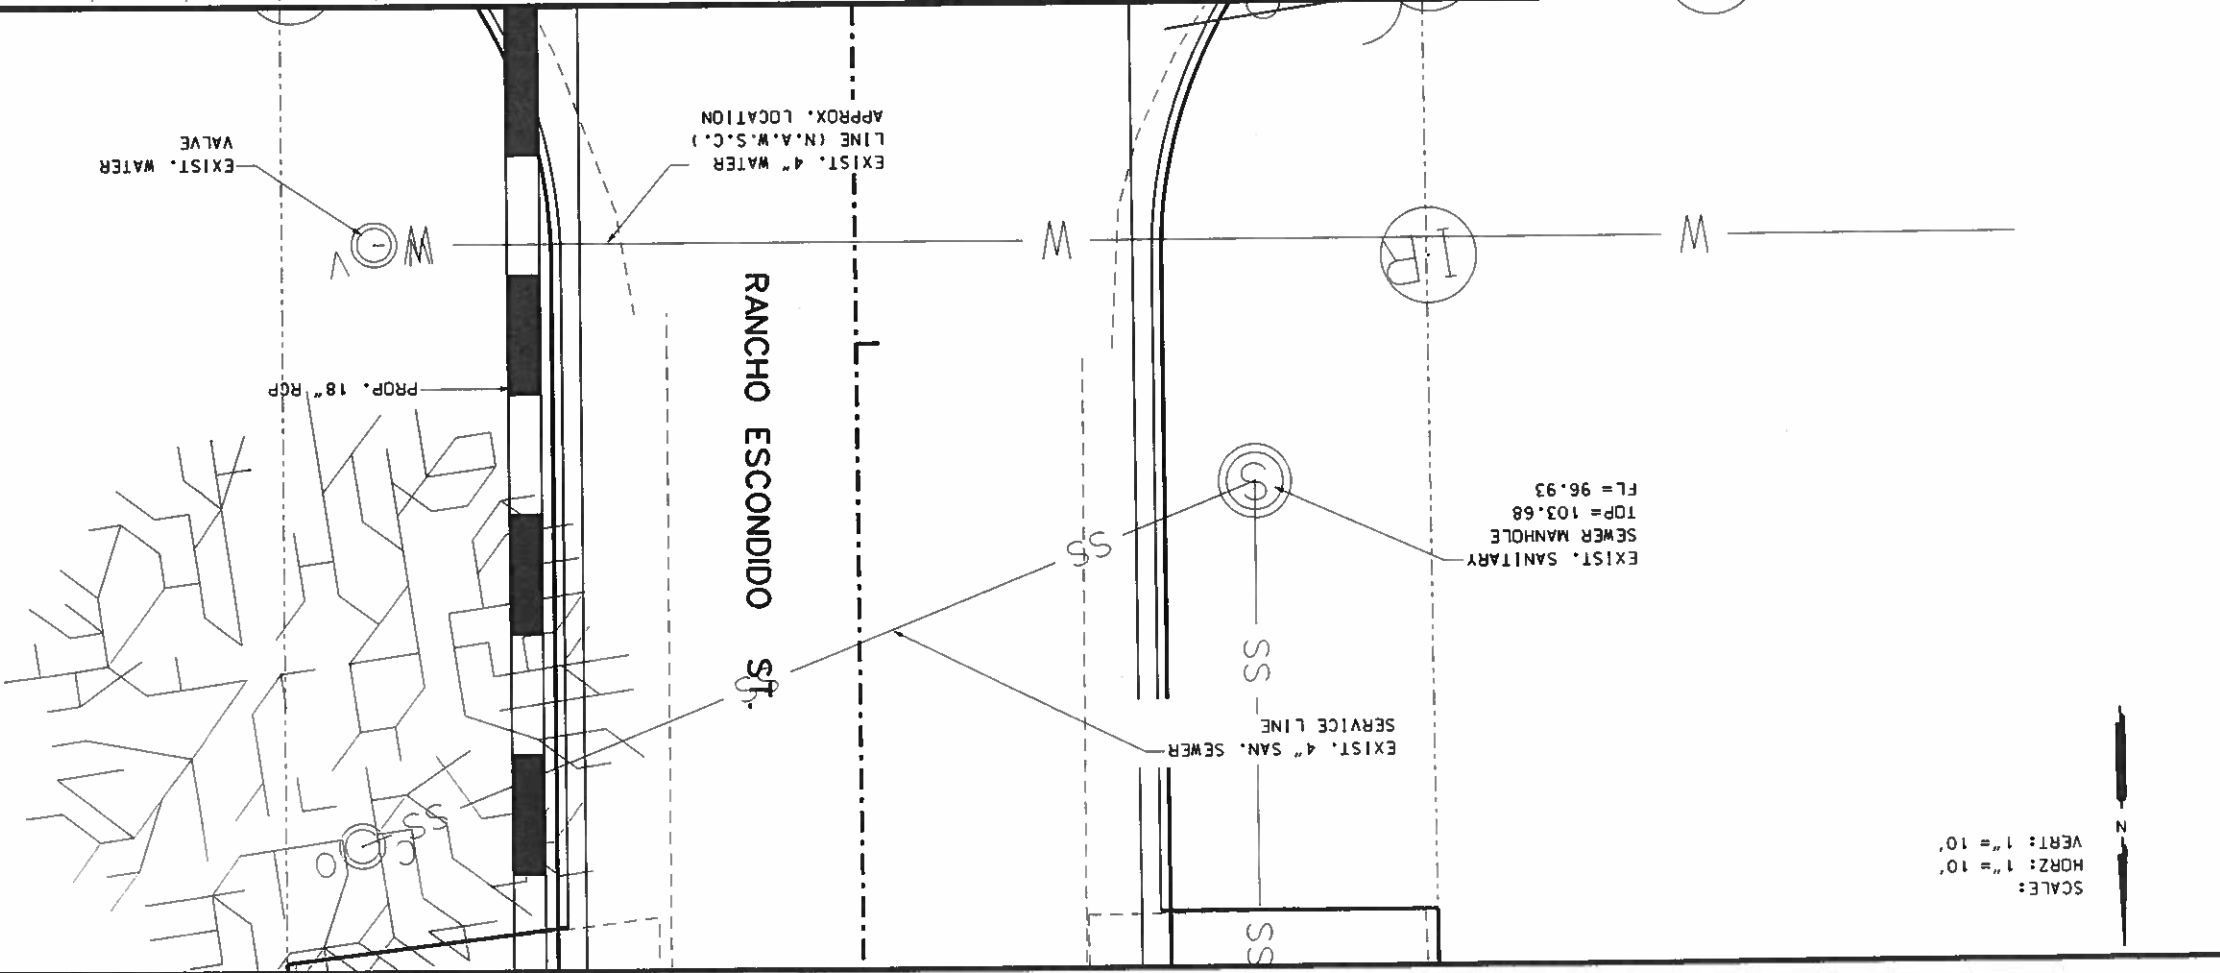 EXIST. WATER
VALVE
EXIST. 4" WATER
LINE (N.A.W.S.C.)
APPROX. LOCATION
W
V
W
W
IR
RANCHO ESCONDIDO ST.
PROP. 18" RCP
S
EXIST. SANITARY
SEWER MANHOLE
TOP= 103.68
FL= 96.93
SS
SS
SS
EXIST. 4" SAN. SEWER
SERVICE LINE
SS
C
O
SS
N
SCALE:
HORZ: 1"= 10'
VERT: 1"= 10'